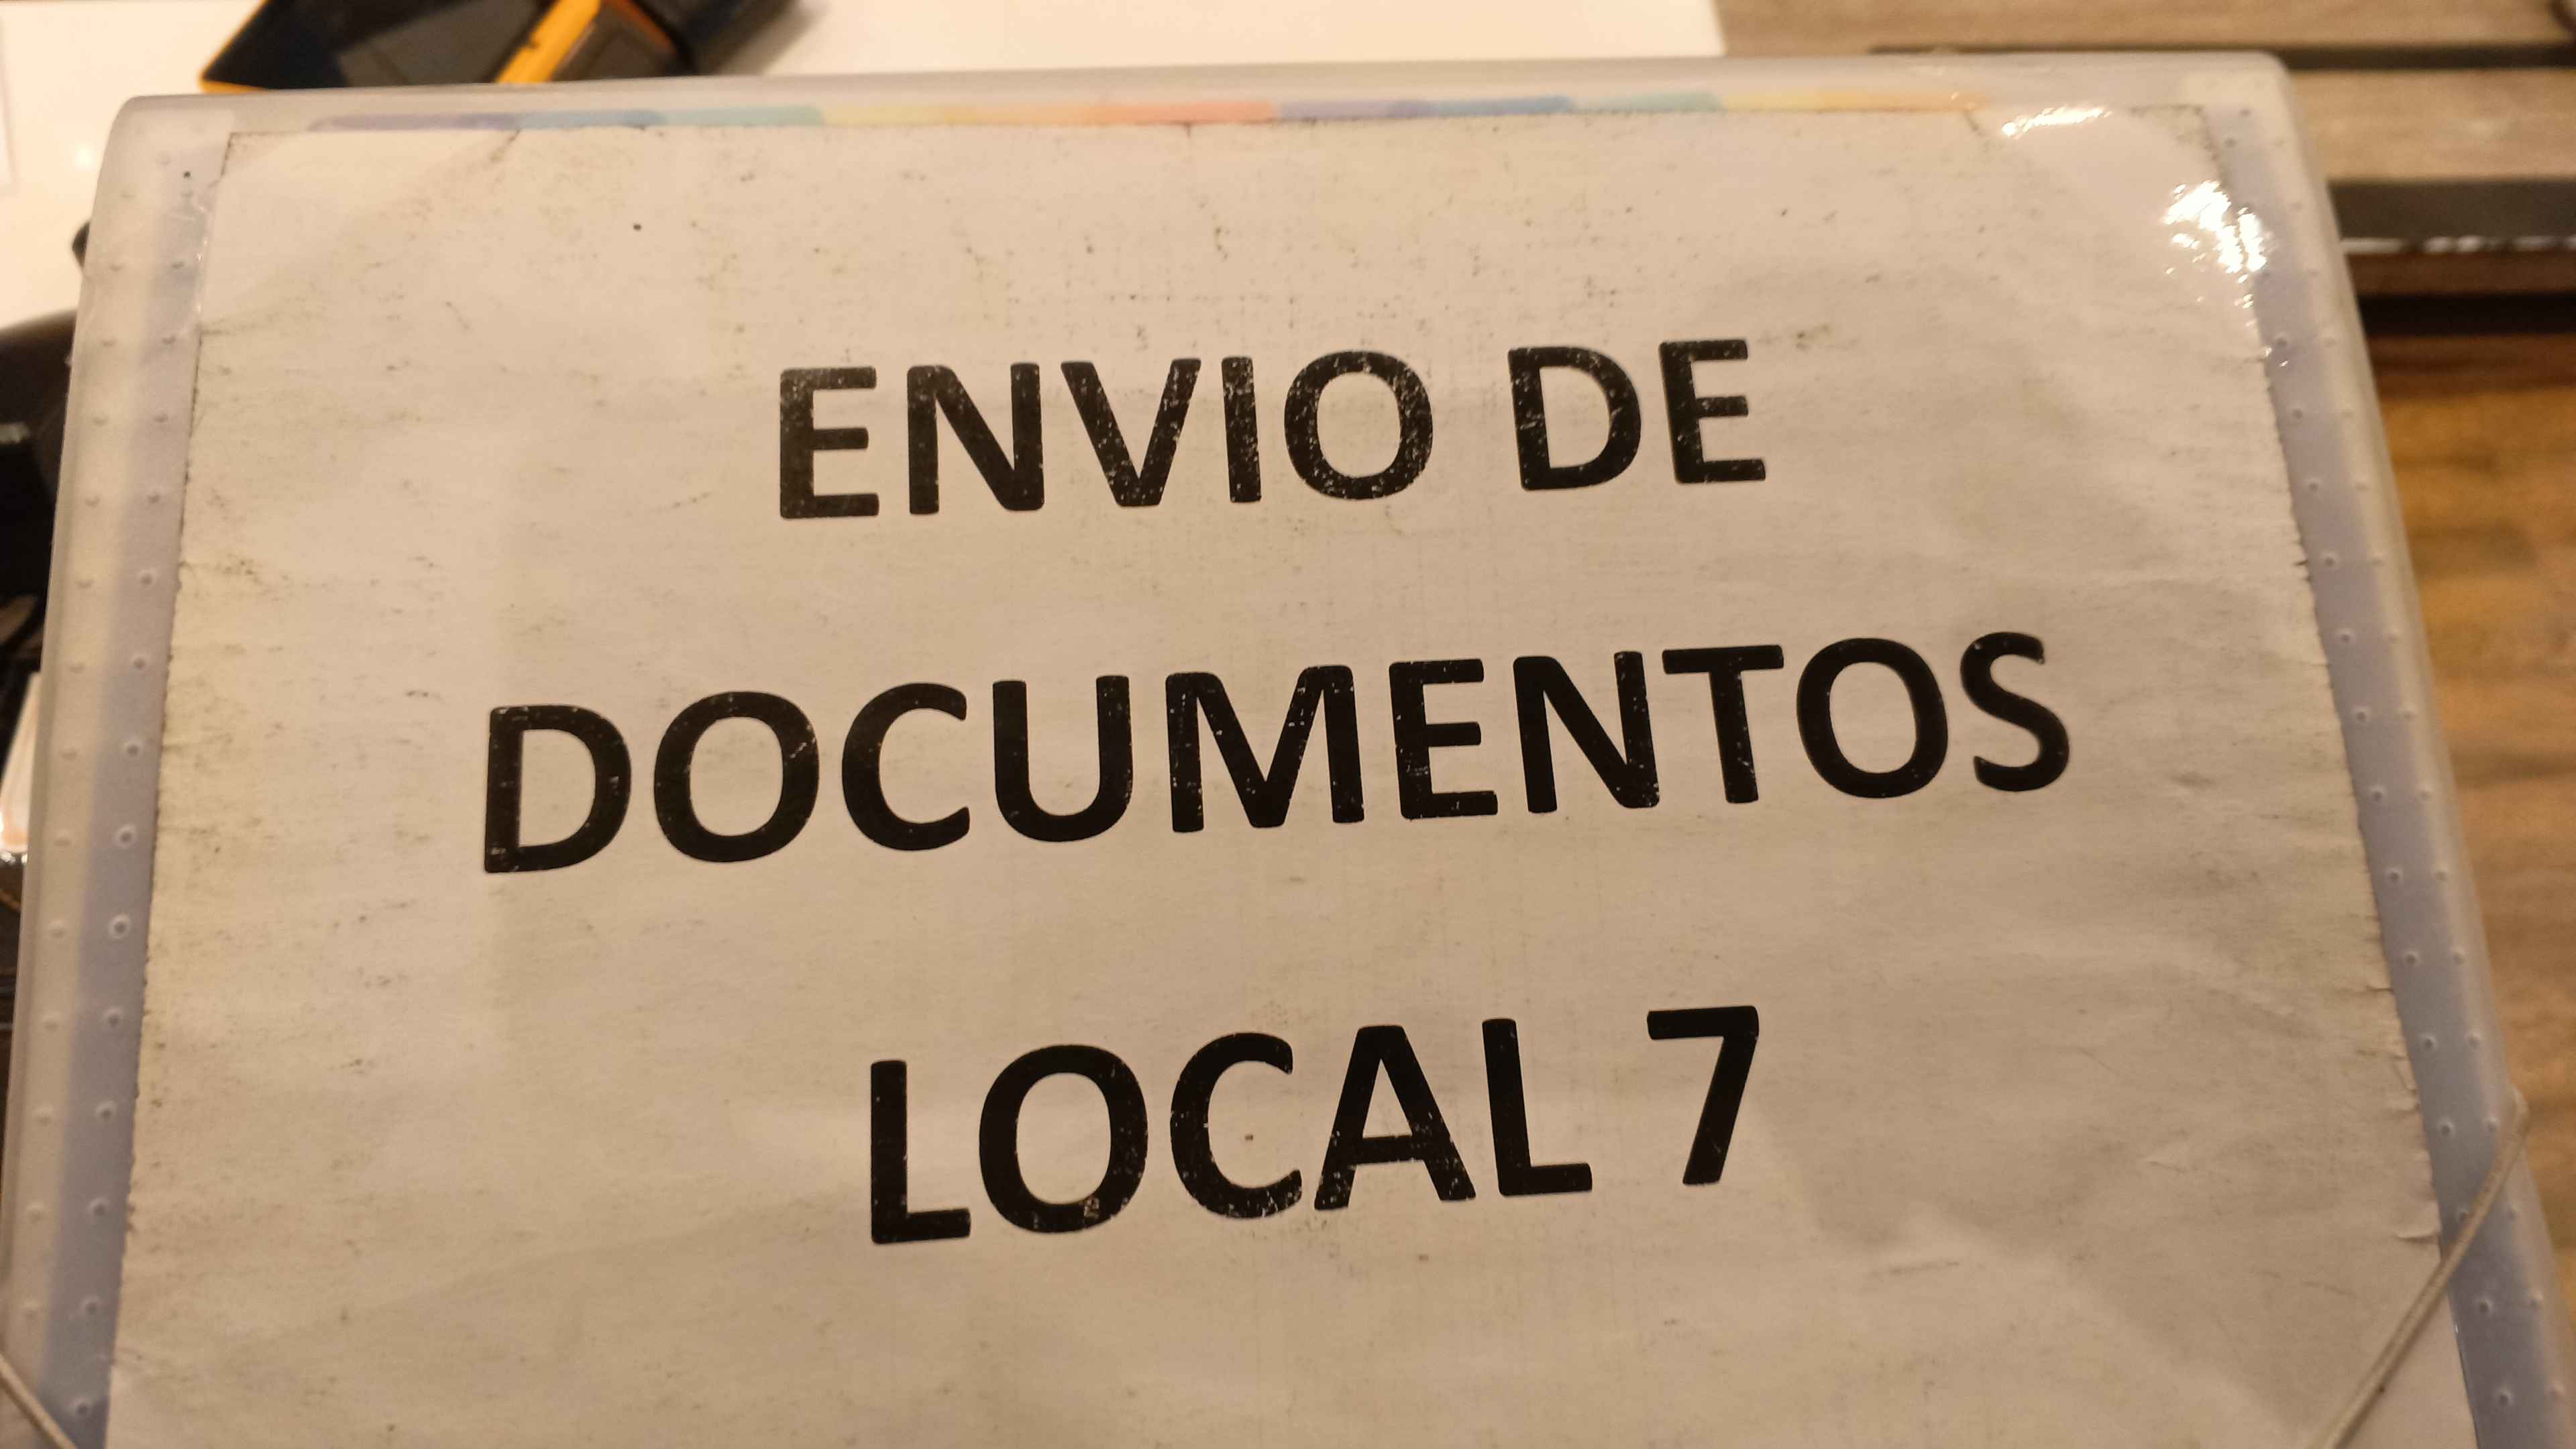 ENVIO DE
DOCUMENTOS
LOCAL 7